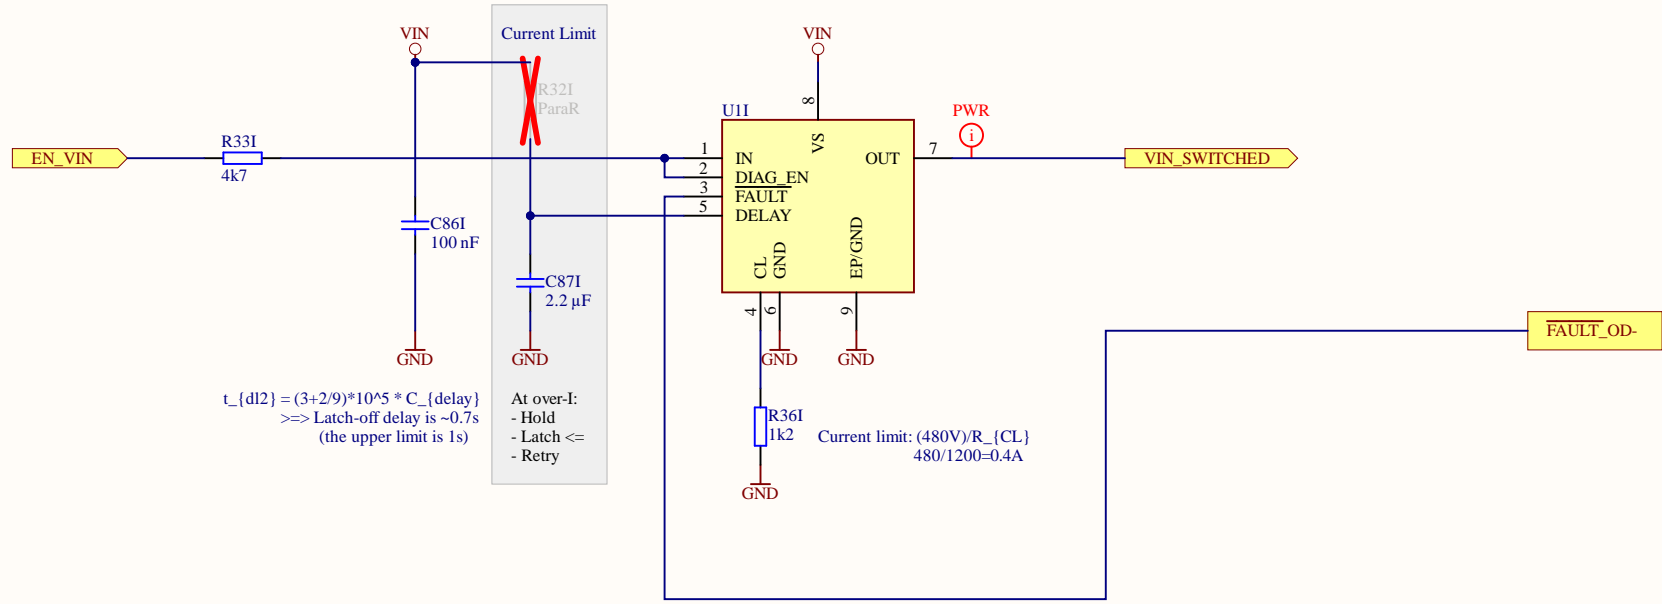 VIN
Current Limit
VIN
R32I
ParaR
8
U1I
PWR
i
EN_VIN
R33I
4k7
1
IN
VS
OUT
7
VIN_SWITCHED
2
DIAG_EN
3
FAULT
5
DELAY
C86I
100 nF
C87I
2.2 µF
CL
GND
EP/GND
4
6
9
GND
GND
GND
GND
FAULT_OD-
t_{dl2} = (3+2/9)*10^5 * C_{delay}
>=> Latch-off delay is ~0.7s
(the upper limit is 1s)
At over-I:
- Hold
- Latch <=
- Retry
R36I
1k2
Current limit: (480V)/R_{CL}
480/1200=0.4A
GND